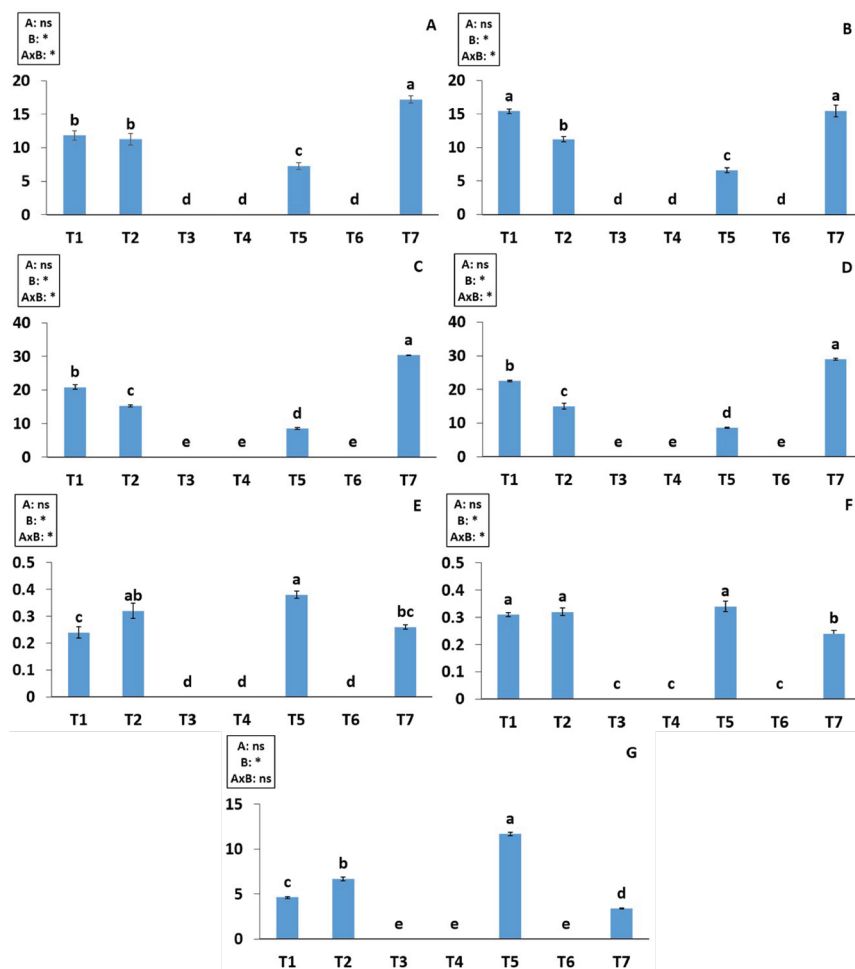 A: ns
B: *
AxB: *
A
20
15
10
5
0
b b d d c d a
T1 T2 T3 T4 T5 T6 T7
A: ns
B: *
AxB: *
B
20
15
10
5
0
a b d d c d a
T1 T2 T3 T4 T5 T6 T7
A: ns
B: *
AxB: *
C
40
30
20
10
0
b c e e d e a
T1 T2 T3 T4 T5 T6 T7
A: ns
B: *
AxB: *
D
40
30
20
10
0
b c e e d e a
T1 T2 T3 T4 T5 T6 T7
A: ns
B: *
AxB: *
E
0.5
0.4
0.3
0.2
0.1
0
c ab d d a d bc
T1 T2 T3 T4 T5 T6 T7
A: ns
B: *
AxB: *
F
0.5
0.4
0.3
0.2
0.1
0
a a c c a c b
T1 T2 T3 T4 T5 T6 T7
A: ns
B: *
AxB: ns
G
15
10
5
0
c b e e a e d
T1 T2 T3 T4 T5 T6 T7